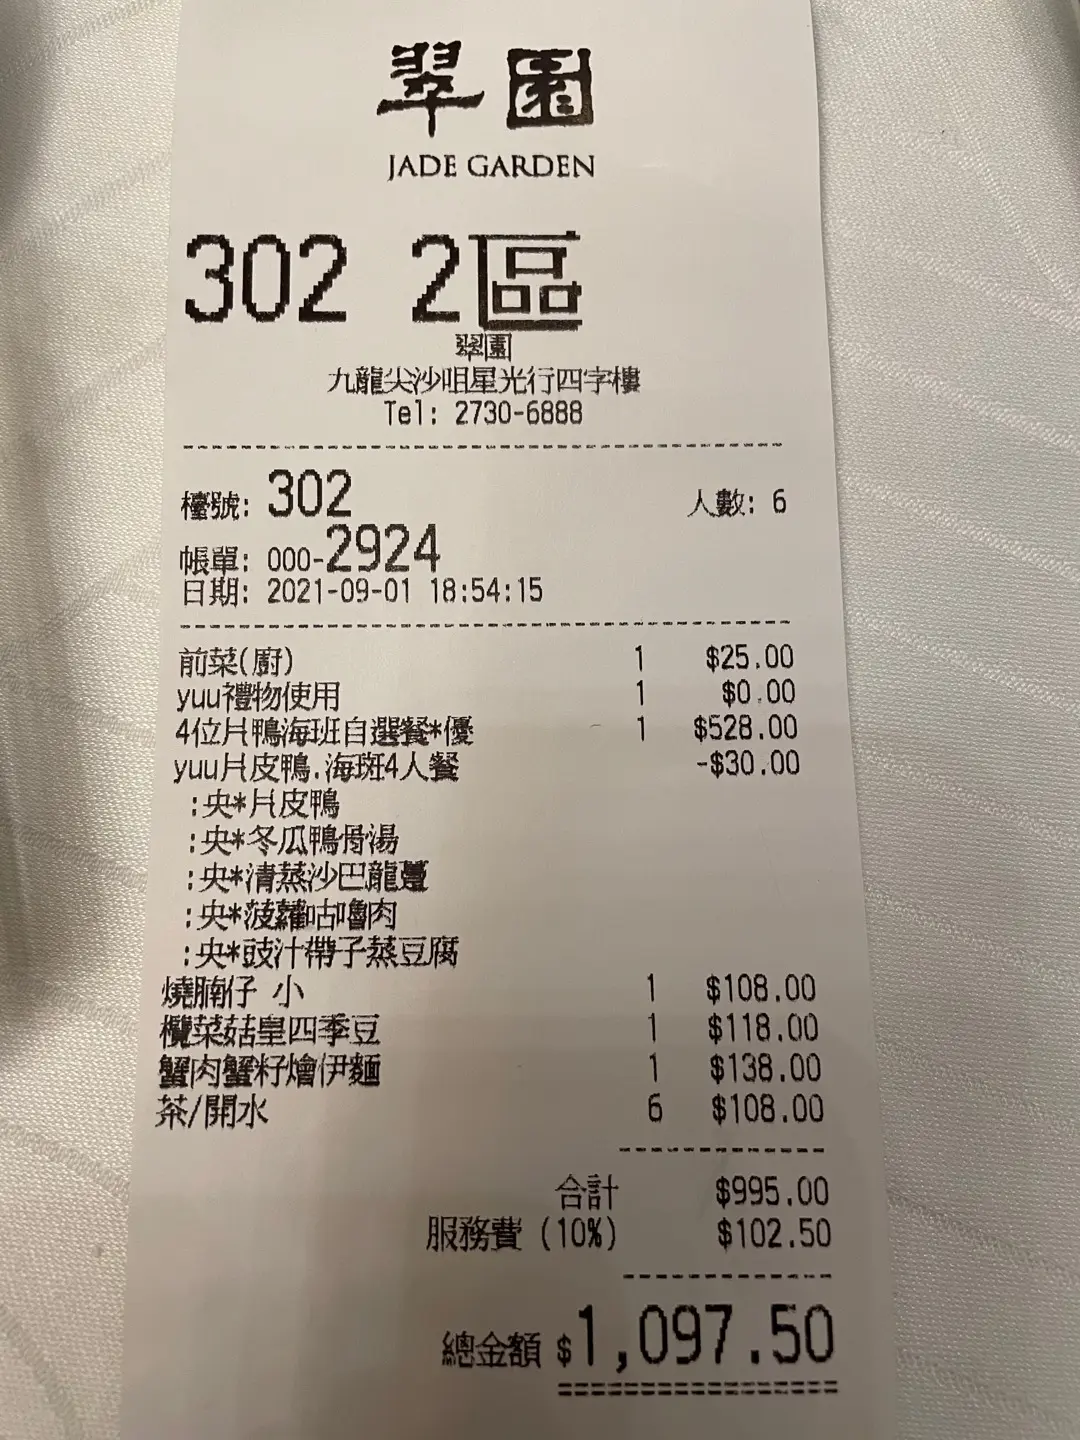 翠園
JADE GARDEN
302 2區
翠園
九龍尖沙咀星光行四字樓
Tel: 2730-6888
檯號: 302 人數: 6
帳單: 000-2924
日期: 2021-09-01 18:54:15
前菜(廚) 1 $25.00
yuu禮物使用 1 $0.00
4位片鴨海班自選餐*優 1 $528.00
yuu片皮鴨.海斑4人餐 -$30.00
:央*片皮鴨
:央*冬瓜鴨骨湯
:央*清蒸沙巴龍躉
:央*菠蘿咕嚕肉
:央*豉汁帶子蒸豆腐
燒腩仔 小 1 $108.00
欖菜菇皇四季豆 1 $118.00
蟹肉蟹籽燴伊麵 1 $138.00
茶/開水 6 $108.00
合計 $995.00
服務費 (10%) $102.50
總金額 $1,097.50